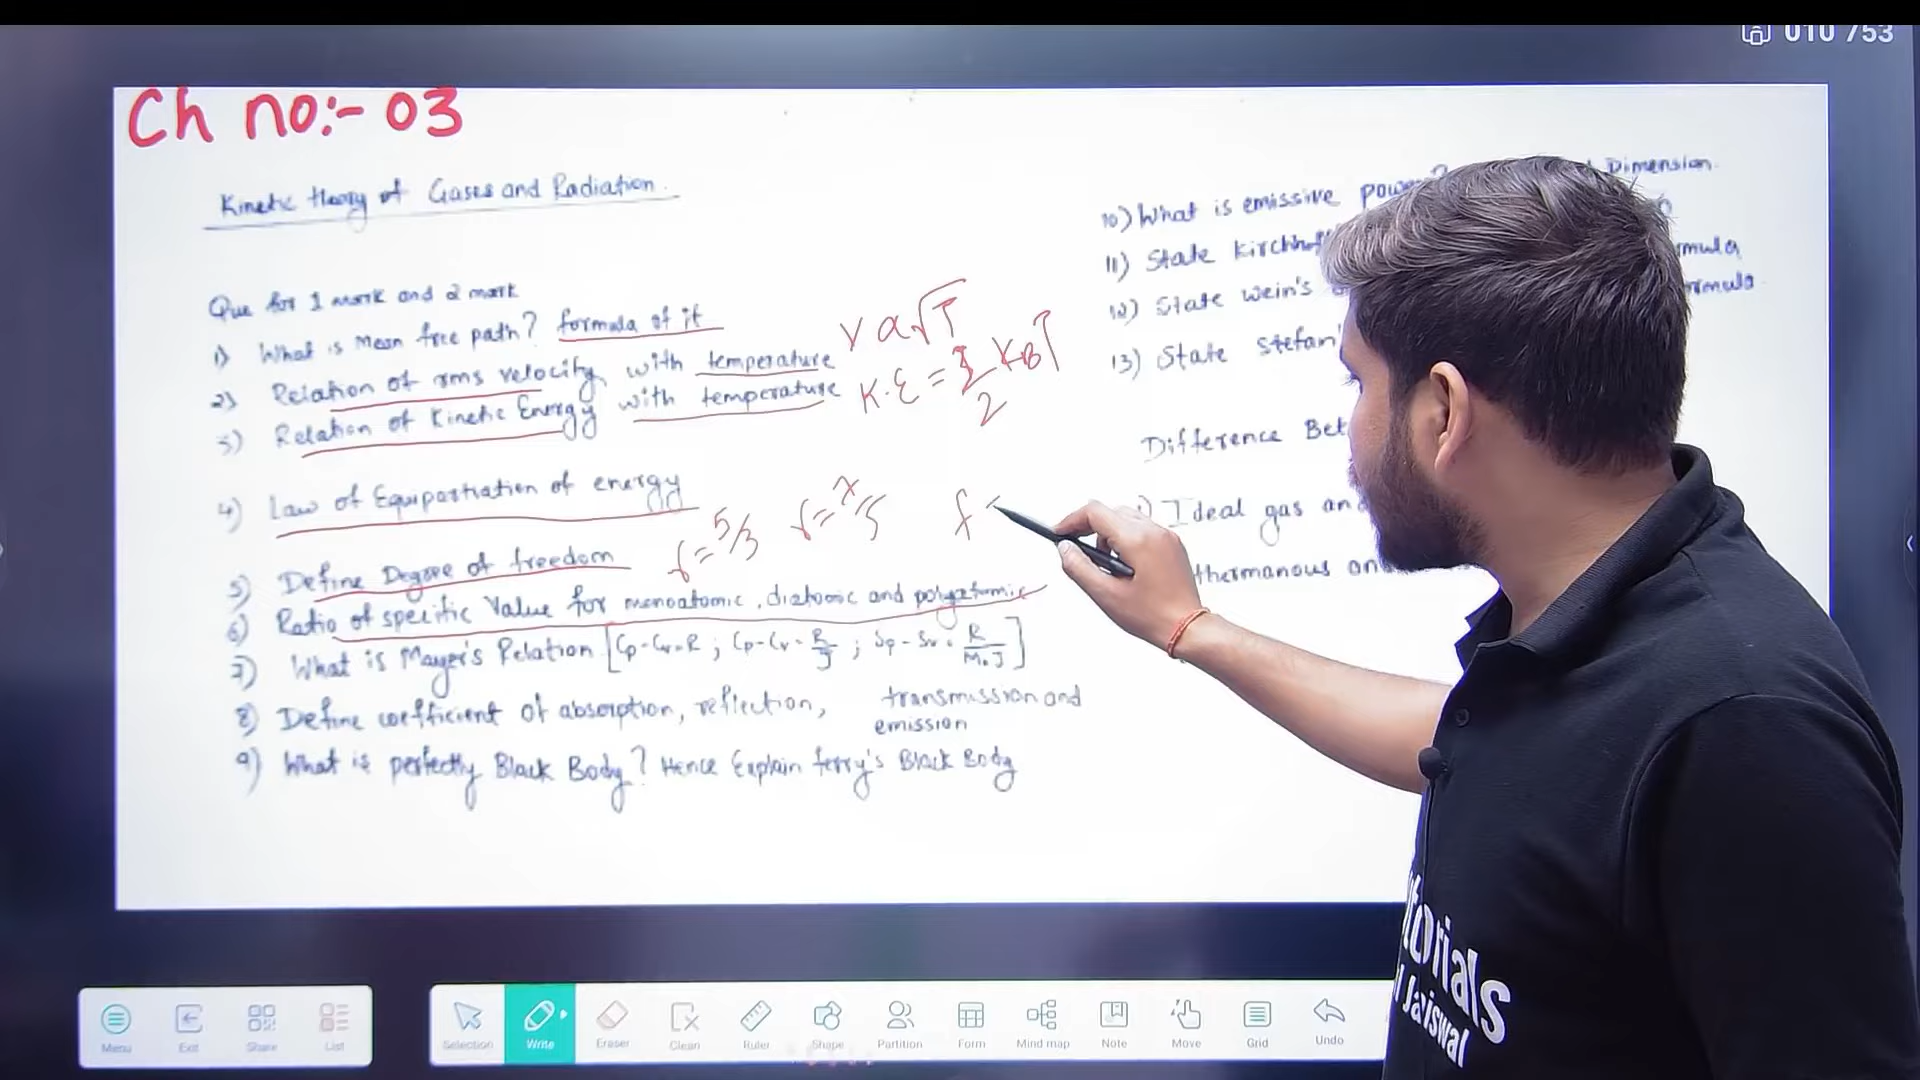 010 753
Ch no:- 03
Kinetic theory of Gases and Radiation.
Que for 1 mark and 2 mark
1) What is Mean free path? formula of it
2) Relation of rms velocity with temperature
v α √T
3) Relation of Kinetic Energy with temperature
K.E = 3/2 KBT
4) Law of Equipartiation of energy
5) Define Degree of freedom
r = 5/3 r = 7/5 r =
6) Ratio of specific Value for monoatomic, diatomic and polyatomic
7) What is Mayer's Relation [Cp-Cv=R ; Cp-Cv=R/J ; Sp-Sv=R/M.J]
8) Define coefficient of absorption, reflection, transmission and
emission
9) What is perfectly Black Body? Hence Explain ferry's Black Body
10) What is emissive power? Dimension.
11) State Kirchhoff
12) State wein's
13) State Stefan'
Difference Bet
Ideal gas an
thermanous
torials
Jaiswal
Menu Exit Share List
Selection Write Eraser Clean Ruler Shape Partition Form Mind map Note Move Grid Undo